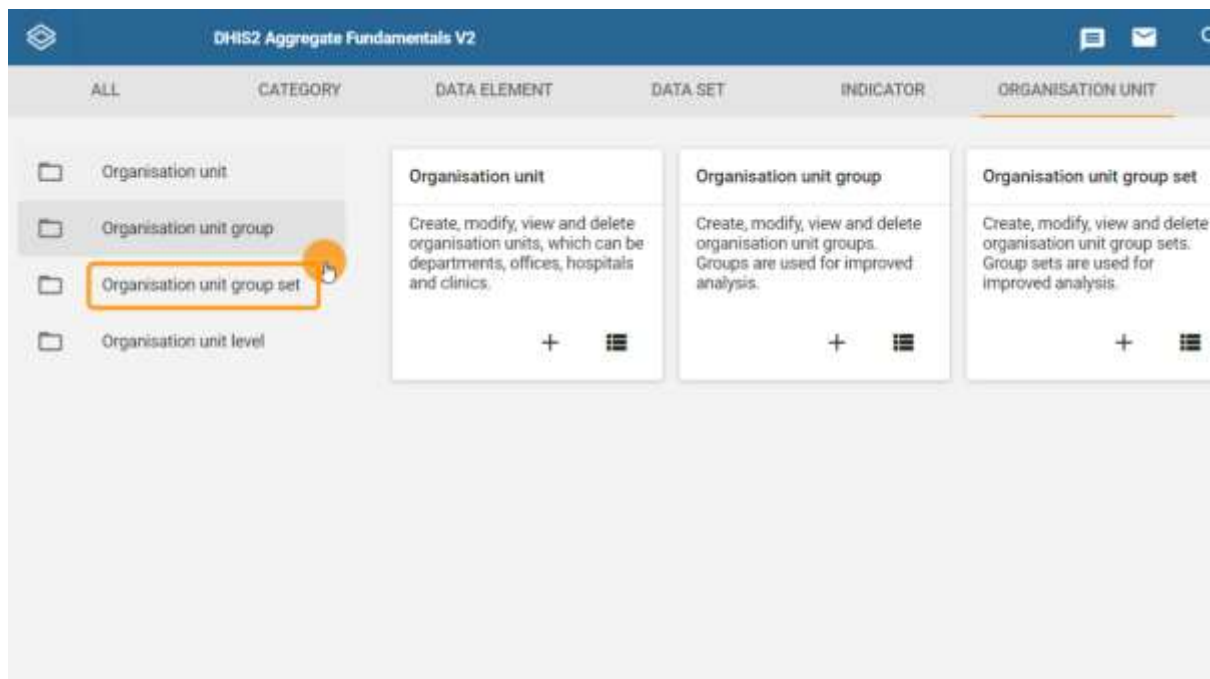 DHIS2 Aggregate Fundamentals V2
ALL CATEGORY DATA ELEMENT DATA SET INDICATOR ORGANISATION UNIT
Organisation unit
Organisation unit group
Organisation unit group set
Organisation unit level
Organisation unit
Create, modify, view and delete
organisation units, which can be
departments, offices, hospitals
and clinics.
Organisation unit group
Create, modify, view and delete
organisation unit groups.
Groups are used for improved
analysis.
Organisation unit group set
Create, modify, view and delete
organisation unit group sets.
Group sets are used for
improved analysis.